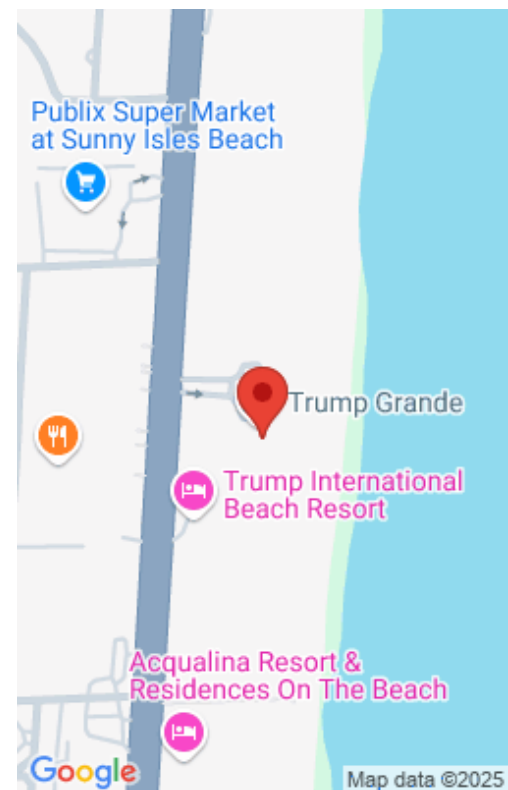 Publix Super Market
at Sunny Isles Beach
Trump Grande
Trump International
Beach Resort
Acqualina Resort &
Residences On The Beach
Google
Map data ©2025